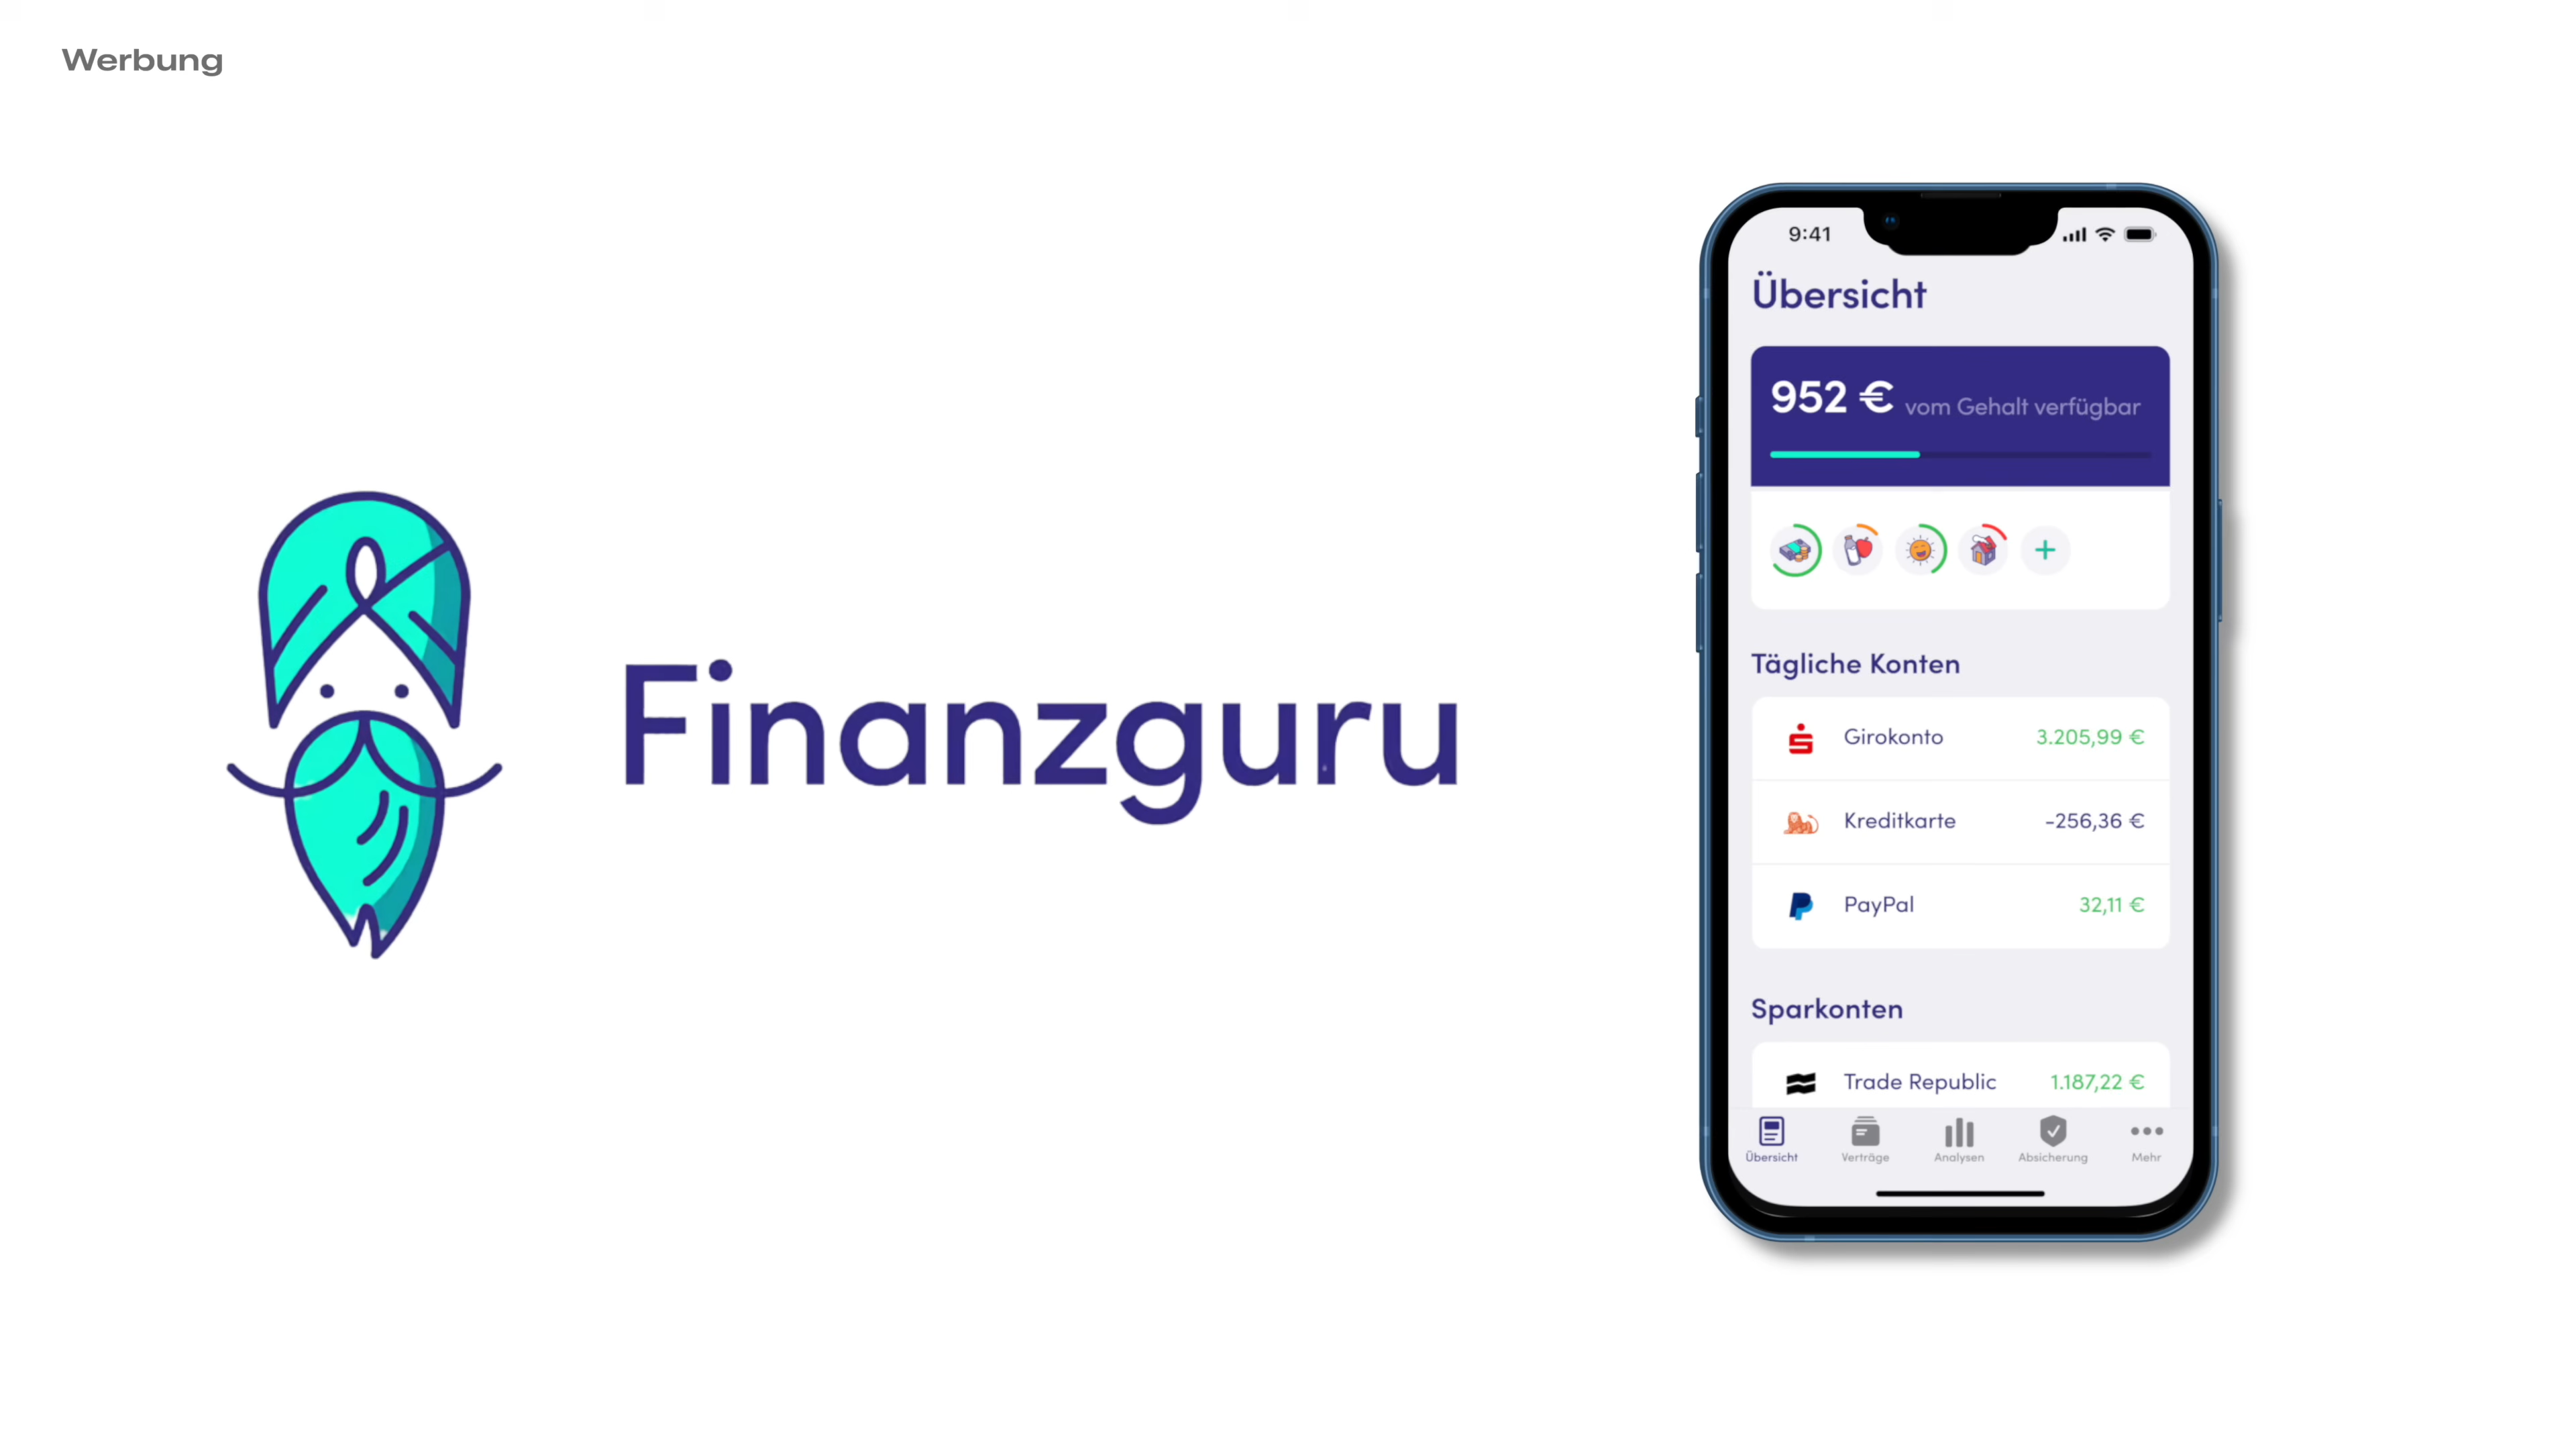 Werbung
Finanzguru
9:41
Übersicht
952 € vom Gehalt verfügbar
Tägliche Konten
Girokonto 3.205,99 €
Kreditkarte -256,36 €
PayPal 32,11 €
Sparkonten
Trade Republic 1.187,22 €
Übersicht Verträge Analysen Absicherung Mehr